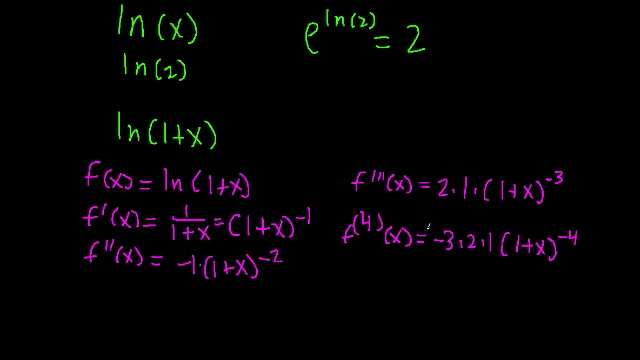 ln(x)
e^{ln(2)} = 2
ln(2)
ln(1+x)
f(x) = ln(1+x)
f'(x) = \frac{1}{1+x} = (1+x)^{-1}
f''(x) = -1·(1+x)^{-2}
f'''(x) = 2·1·(1+x)^{-3}
f^{(4)}(x) = -3·2·1(1+x)^{-4}